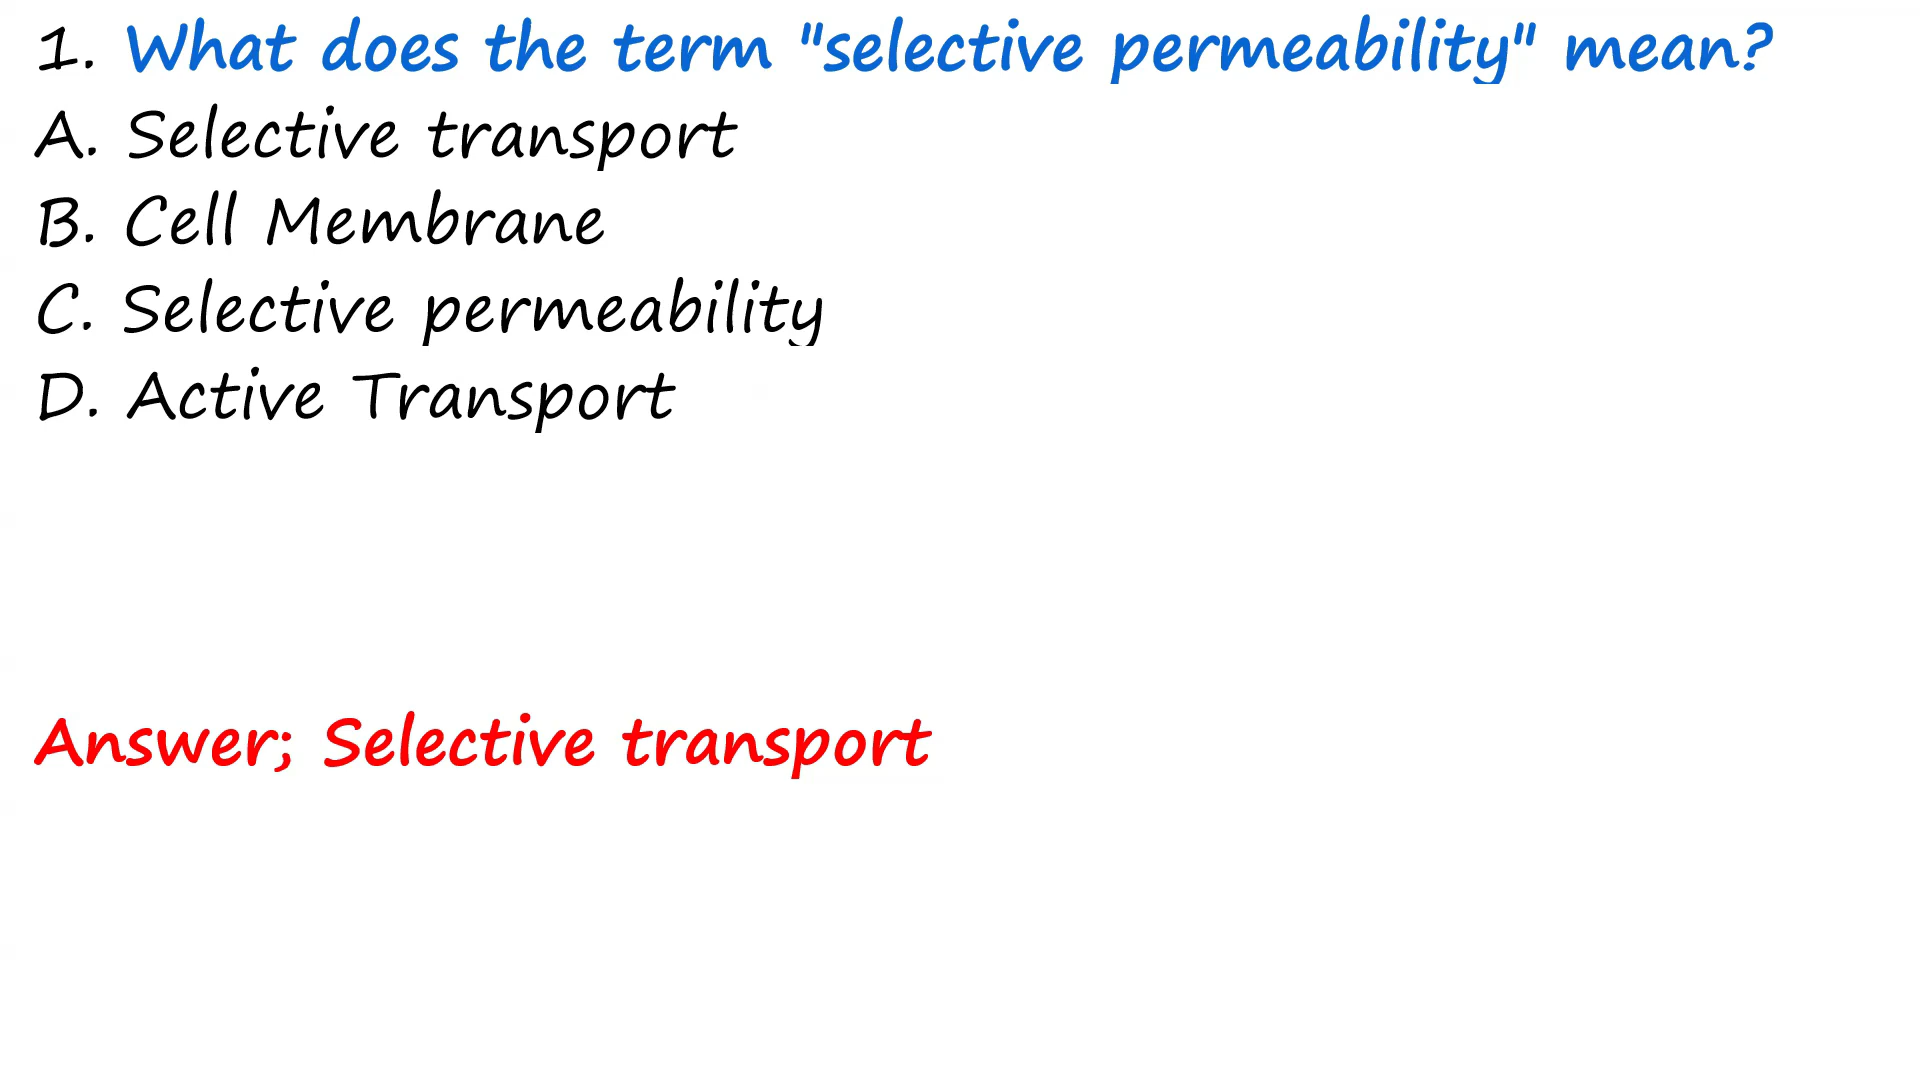 1. What does the term "selective permeability" mean?
A. Selective transport
B. Cell Membrane
C. Selective permeability
D. Active Transport
Answer; Selective transport